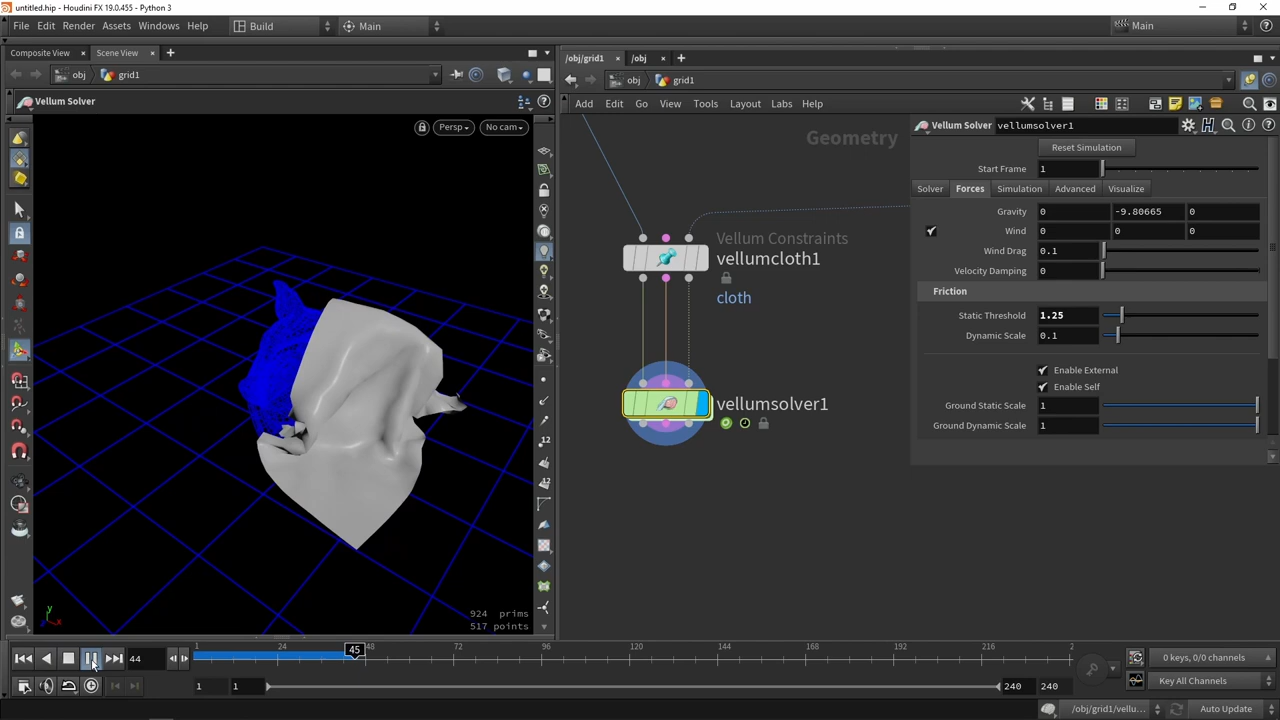 untitled.hip - Houdini FX 19.0.455 - Python 3
File Edit Render Assets Windows Help
Build
Main
Main
Composite View
Scene View
/obj/grid1
/obj
obj
grid1
obj
grid1
Vellum Solver
Add Edit Go View Tools Layout Labs Help
Persp
No cam
Geometry
Vellum Solver vellumsolver1
Reset Simulation
Start Frame 1
Solver Forces Simulation Advanced Visualize
Gravity 0 -9.80665 0
Wind 0 0 0
Wind Drag 0.1
Velocity Damping 0
Friction
Static Threshold 1.25
Dynamic Scale 0.1
Enable External
Enable Self
Ground Static Scale 1
Ground Dynamic Scale 1
Vellum Constraints
vellumcloth1
cloth
vellumsolver1
12
12
924 prims
517 points
y
x
44
1 24 45 48 72 96 120 144 168 192 216 2
1 1 240 240
0 keys, 0/0 channels
Key All Channels
/obj/grid1/vellu...
Auto Update